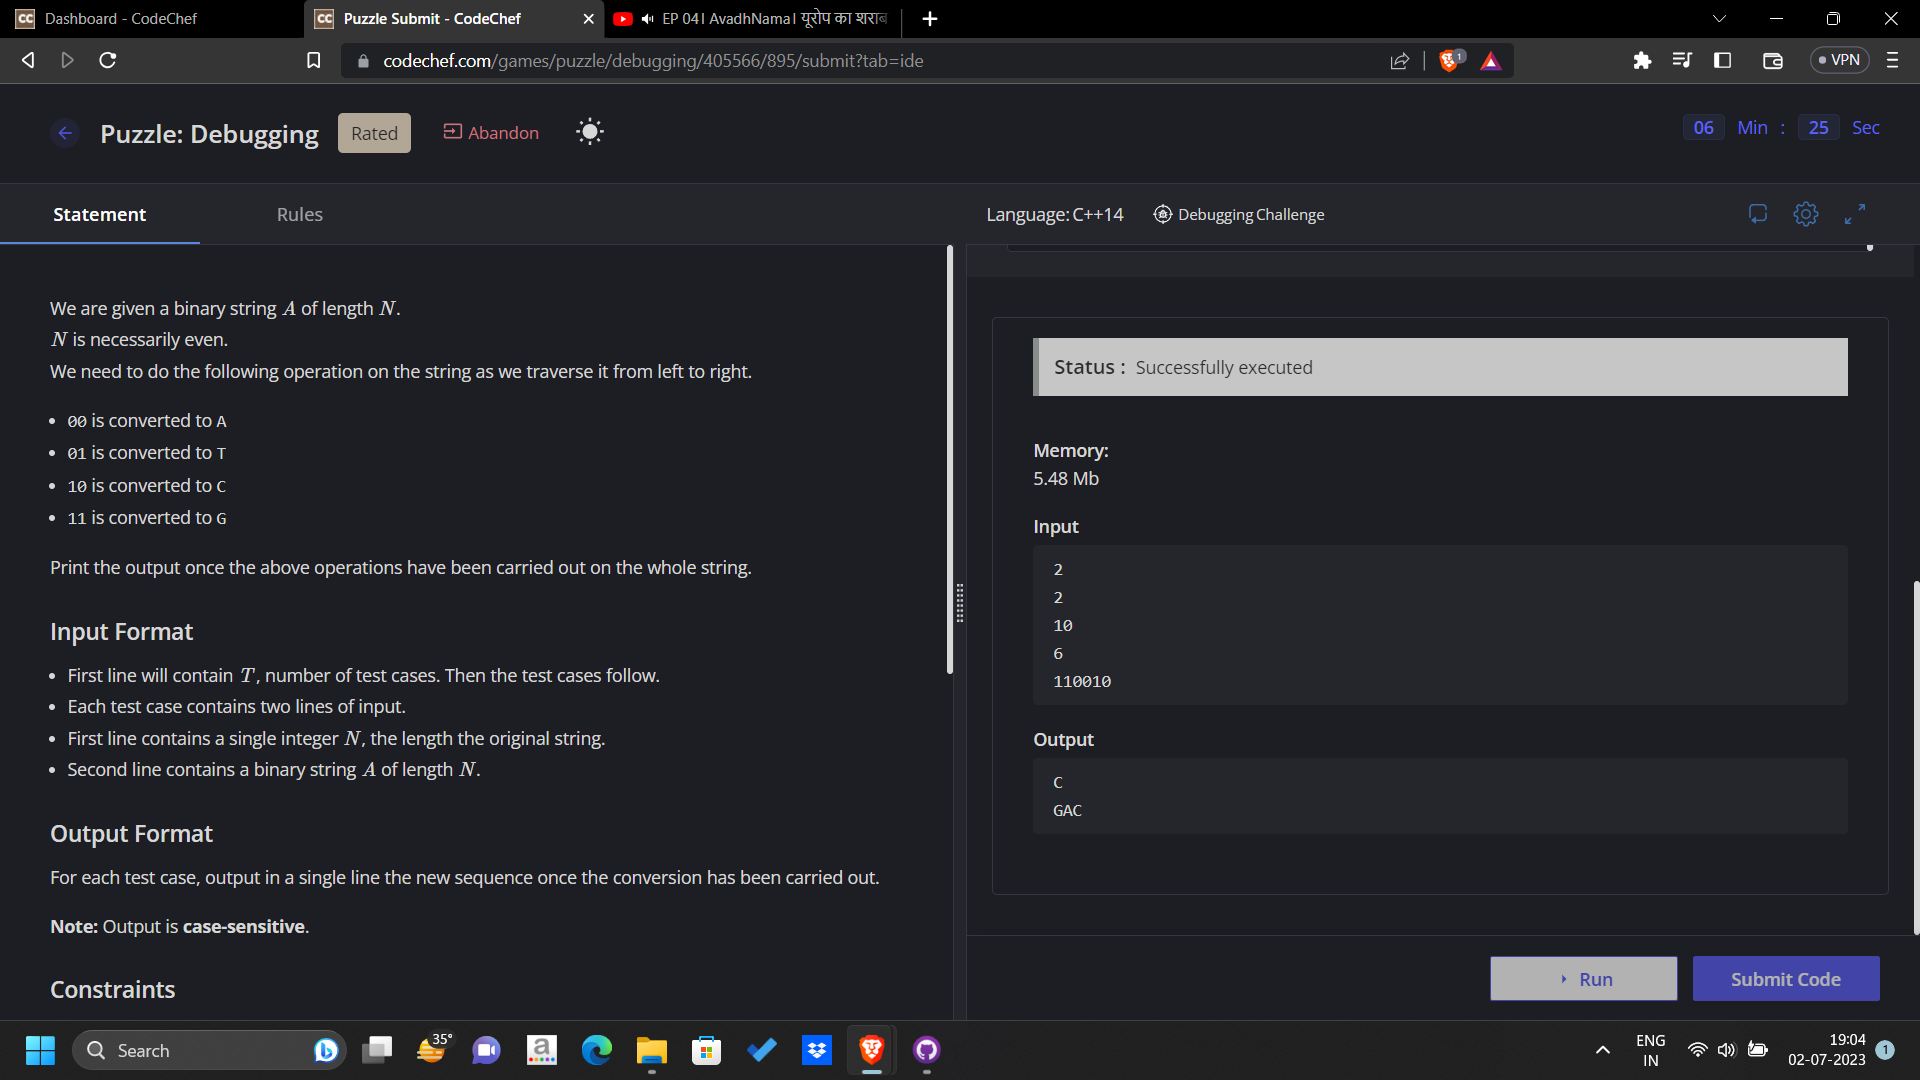 Dashboard - CodeChef
Puzzle Submit - CodeChef
EP 04। AvadhNama। यूरोप का शराब
codechef.com/games/puzzle/debugging/405566/895/submit?tab=ide
1
VPN
Puzzle: Debugging
Rated
Abandon
06 Min : 25 Sec
Statement
Rules
Language: C++14
Debugging Challenge
We are given a binary string A of length N.
N is necessarily even.
We need to do the following operation on the string as we traverse it from left to right.
• 00 is converted to A
• 01 is converted to T
• 10 is converted to C
• 11 is converted to G
Print the output once the above operations have been carried out on the whole string.
Input Format
• First line will contain T, number of test cases. Then the test cases follow.
• Each test case contains two lines of input.
• First line contains a single integer N, the length the original string.
• Second line contains a binary string A of length N.
Output Format
For each test case, output in a single line the new sequence once the conversion has been carried out.
Note: Output is case-sensitive.
Constraints
Status : Successfully executed
Memory:
5.48 Mb
Input
2
2
10
6
110010
Output
C
GAC
Run
Submit Code
Search
35°
a
ENG
IN
19:04
02-07-2023
1